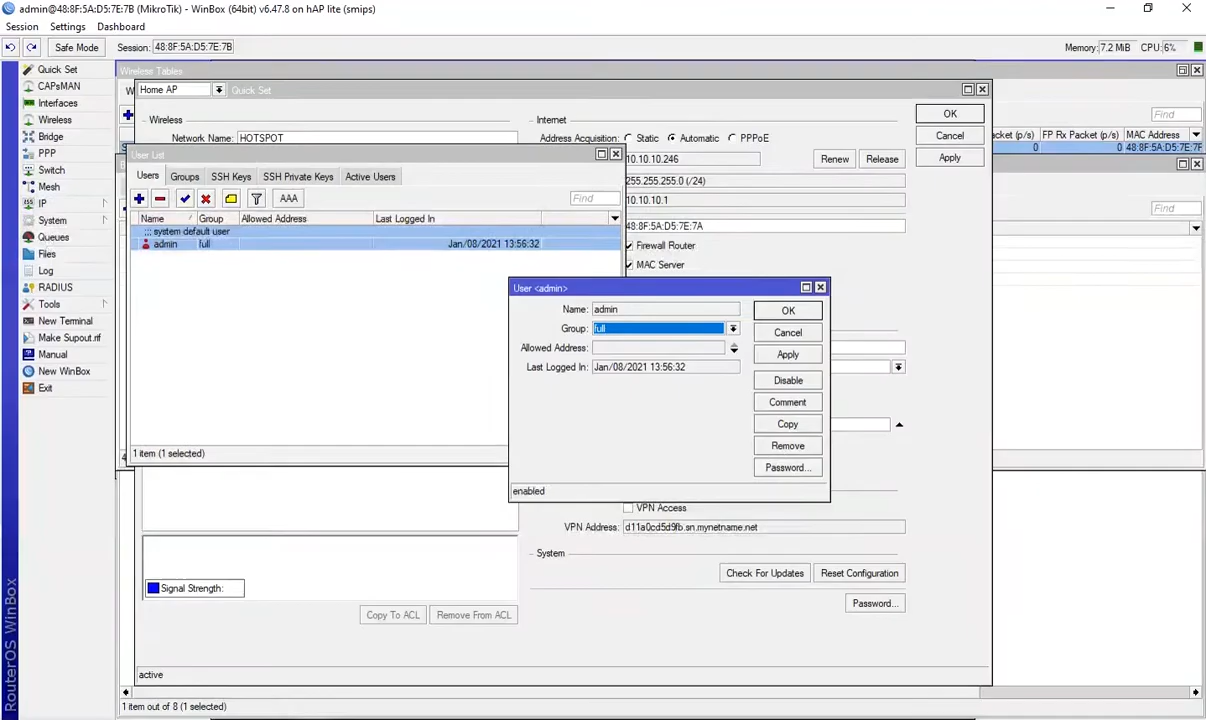 admin@48:8F:5A:D5:7E:7B (MikroTik) - WinBox (64bit) v6.47.8 on hAP lite (smips)
Session Settings Dashboard
Safe Mode Session: 48:8F:5A:D5:7E:7B Memory: 7.2 MiB CPU: 6%
Quick Set
CAPsMAN
Interfaces
Wireless
Bridge
PPP
Switch
Mesh
IP
System
Queues
Files
Log
RADIUS
Tools
New Terminal
Make Supout.rif
Manual
New WinBox
Exit
RouterOS WinBox
Wireless Tables
Find
FP Rx Packet (p/s) MAC Address
0 0 48:8F:5A:D5:7E:7F
Find
Home AP Quick Set
Wireless
Network Name: HOTSPOT
Internet
Address Acquisition: Static Automatic PPPoE
10.10.10.246 Renew Release
255.255.255.0 (/24)
10.10.10.1
48:8F:5A:D5:7E:7A
Firewall Router
MAC Server
OK
Cancel
Apply
User List
Users Groups SSH Keys SSH Private Keys Active Users
AAA Find
Name Group Allowed Address Last Logged In
::: system default user
admin full Jan/08/2021 13:56:32
1 item (1 selected)
User <admin>
Name: admin
Group: full
Allowed Address:
Last Logged In: Jan/08/2021 13:56:32
OK
Cancel
Apply
Disable
Comment
Copy
Remove
Password...
enabled
VPN Access
VPN Address: d11a0cd5d9fb.sn.mynetname.net
System
Check For Updates Reset Configuration
Password...
Signal Strength:
Copy To ACL Remove From ACL
active
1 item out of 8 (1 selected)